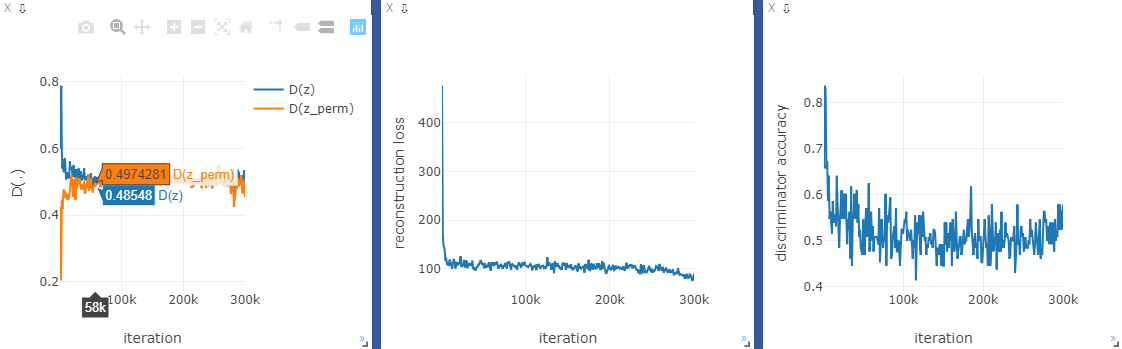 X ⇩
0.8
0.6
0.4
0.2
D(.)
D(z)
D(z_perm)
0.4974281 D(z_perm)
0.48548 D(z)
58k
100k 200k 300k
iteration
»
X ⇩
400
300
200
100
reconstruction loss
100k 200k 300k
iteration
»
X ⇩
0.8
0.7
0.6
0.5
0.4
discriminator accuracy
100k 200k 300k
iteration
»